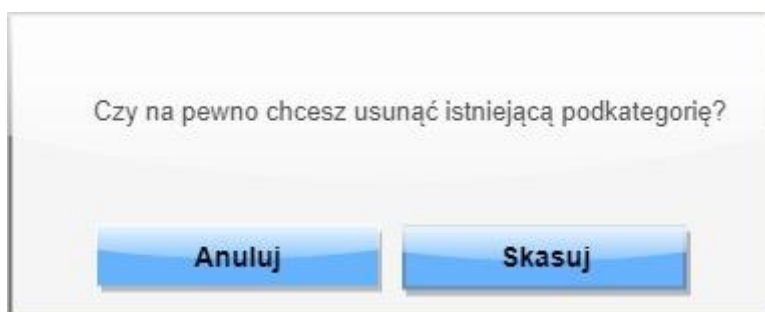 Czy na pewno chcesz usunąć istniejącą podkategorię?
Anuluj Skasuj